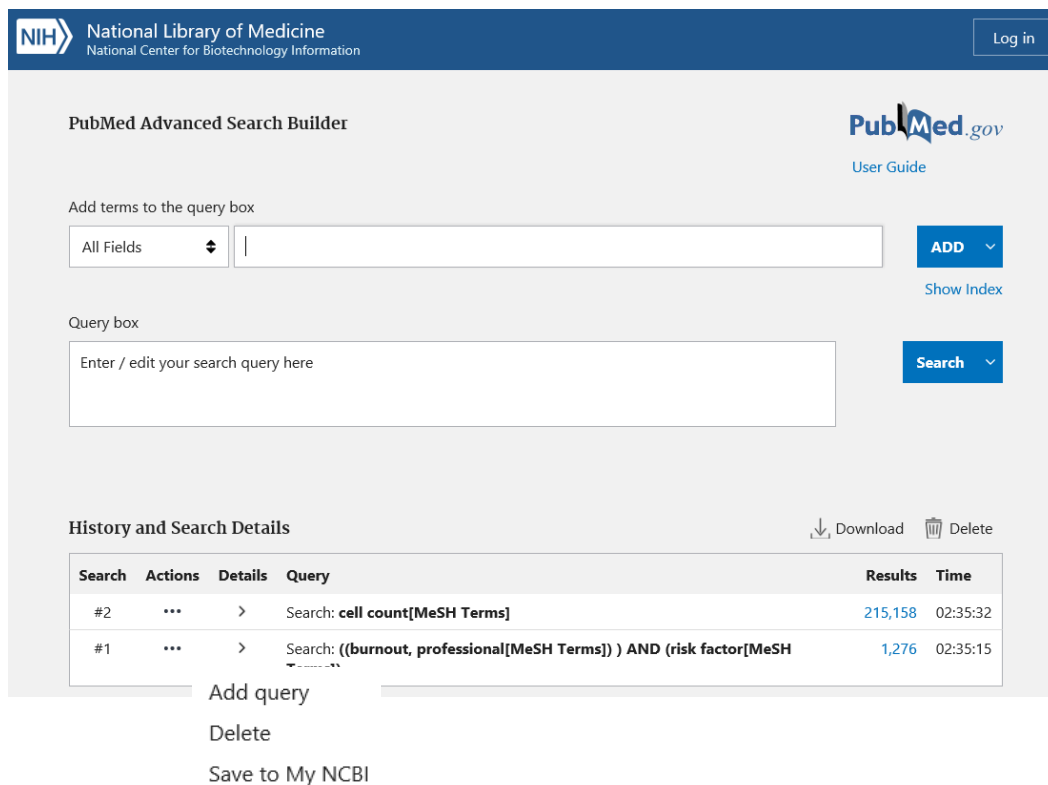 NIH National Library of Medicine
National Center for Biotechnology Information
Log in
PubMed Advanced Search Builder
PubMed.gov
User Guide
Add terms to the query box
All Fields
ADD
Show Index
Query box
Enter / edit your search query here
Search
History and Search Details
Download
Delete
Search Actions Details Query Results Time
#2 ••• Search: cell count[MeSH Terms] 215,158 02:35:32
#1 ••• Search: ((burnout, professional[MeSH Terms]) ) AND (risk factor[MeSH 1,276 02:35:15
Add query
Delete
Save to My NCBI